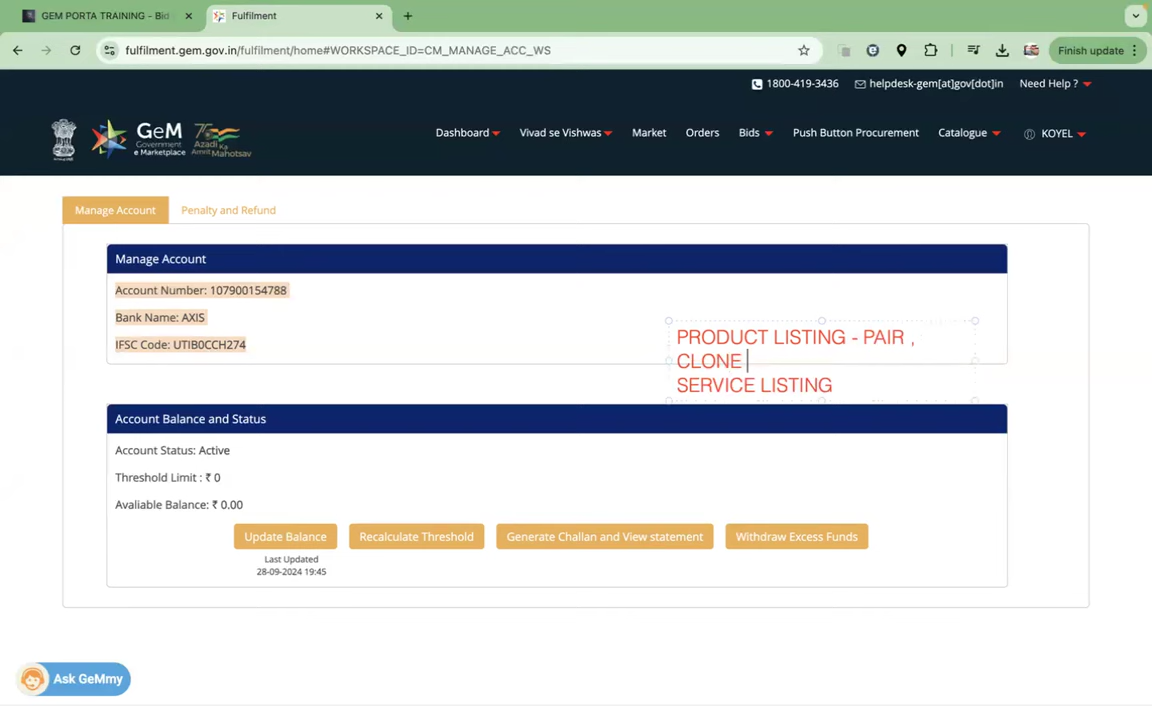 GEM PORTA TRAINING - Bid
Fulfilment
fulfilment.gem.gov.in/fulfilment/home#WORKSPACE_ID=CM_MANAGE_ACC_WS
Finish update
1800-419-3436
helpdesk-gem[at]gov[dot]in
Need Help ?
GeM
Government
e Marketplace
75
Azadi Ka
Amrit Mahotsav
Dashboard
Vivad se Vishwas
Market
Orders
Bids
Push Button Procurement
Catalogue
KOYEL
Manage Account
Penalty and Refund
Manage Account
Account Number: 107900154788
Bank Name: AXIS
IFSC Code: UTIB0CCH274
PRODUCT LISTING - PAIR ,
CLONE
SERVICE LISTING
Account Balance and Status
Account Status: Active
Threshold Limit : ₹ 0
Avaliable Balance: ₹ 0.00
Update Balance
Recalculate Threshold
Generate Challan and View statement
Withdraw Excess Funds
Last Updated
28-09-2024 19:45
Ask GeMmy